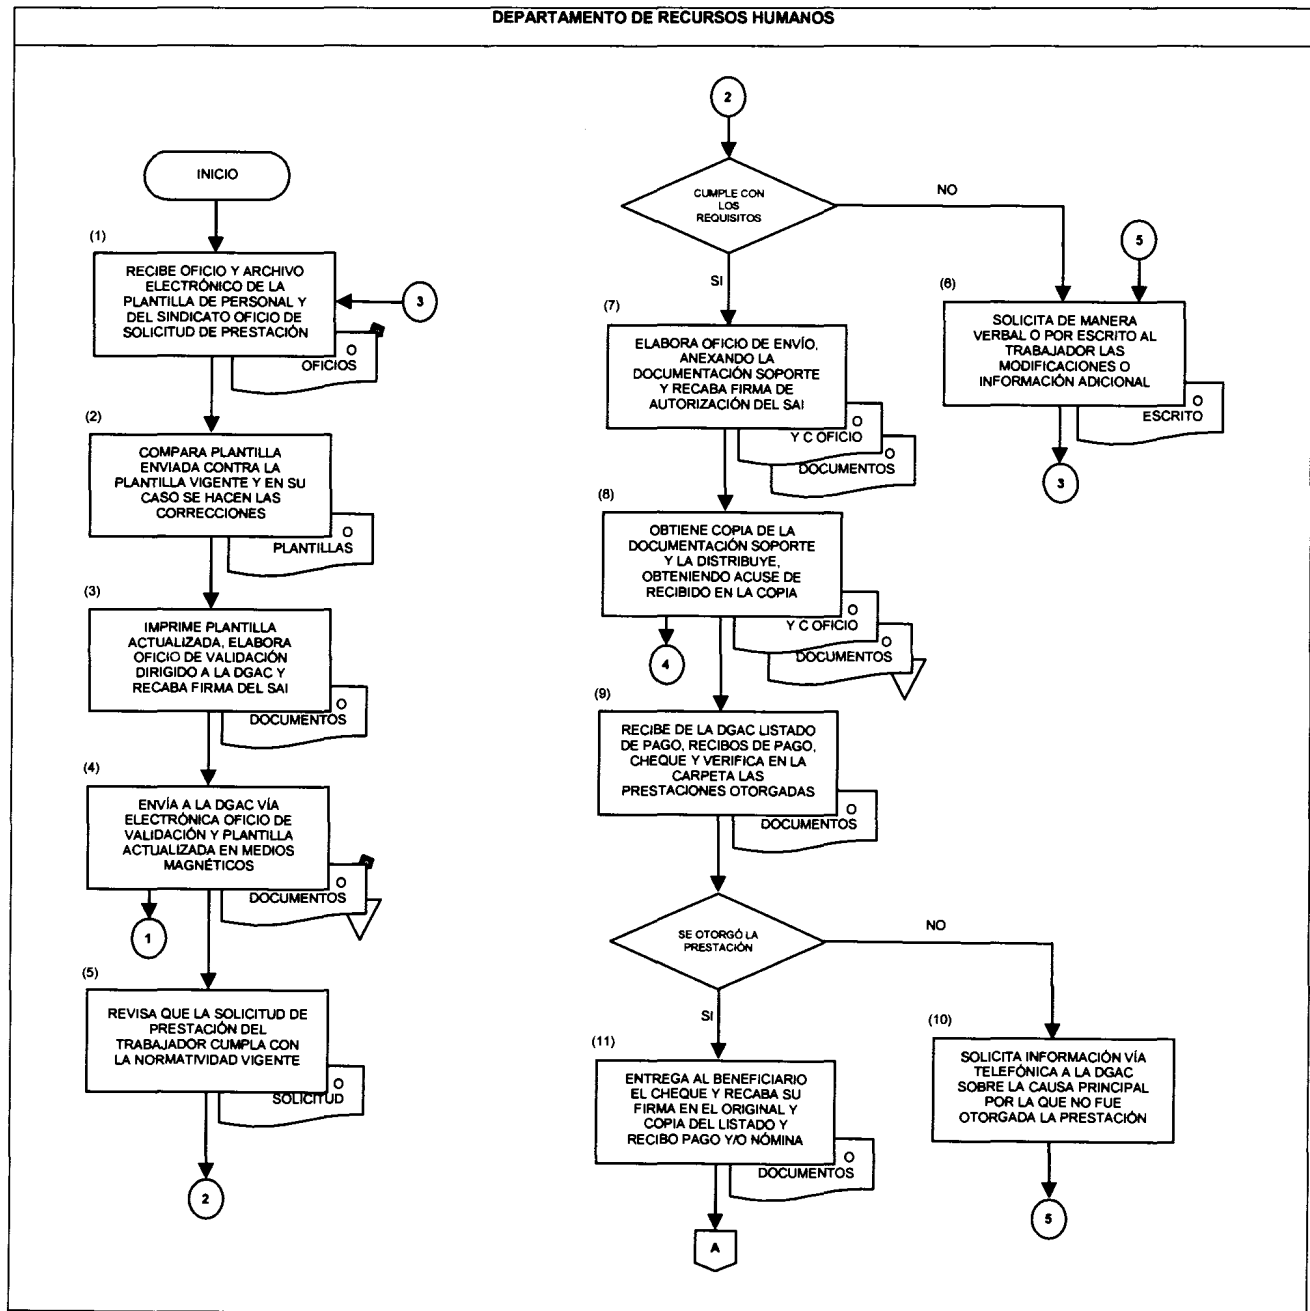 DEPARTAMENTO DE RECURSOS HUMANOS
INICIO
(1)
RECIBE OFICIO Y ARCHIVO
ELECTRÓNICO DE LA
PLANTILLA DE PERSONAL Y
DEL SINDICATO OFICIO DE
SOLICITUD DE PRESTACIÓN
3
O
OFICIOS
(2)
COMPARA PLANTILLA
ENVIADA CONTRA LA
PLANTILLA VIGENTE Y EN SU
CASO SE HACEN LAS
CORRECCIONES
O
PLANTILLAS
(3)
IMPRIME PLANTILLA
ACTUALIZADA, ELABORA
OFICIO DE VALIDACIÓN
DIRIGIDO A LA DGAC Y
RECABA FIRMA DEL SAI
O
DOCUMENTOS
(4)
ENVÍA A LA DGAC VÍA
ELECTRÓNICA OFICIO DE
VALIDACIÓN Y PLANTILLA
ACTUALIZADA EN MEDIOS
MAGNÉTICOS
O
DOCUMENTOS
1
(5)
REVISA QUE LA SOLICITUD DE
PRESTACIÓN DEL
TRABAJADOR CUMPLA CON
LA NORMATIVIDAD VIGENTE
O
SOLICITUD
2
2
CUMPLE CON
LOS
REQUISITOS
NO
SI
5
(6)
SOLICITA DE MANERA
VERBAL O POR ESCRITO AL
TRABAJADOR LAS
MODIFICACIONES O
INFORMACIÓN ADICIONAL
O
ESCRITO
3
(7)
ELABORA OFICIO DE ENVÍO,
ANEXANDO LA
DOCUMENTACIÓN SOPORTE
Y RECABA FIRMA DE
AUTORIZACIÓN DEL SAI
O
Y C OFICIO
O
DOCUMENTOS
(8)
OBTIENE COPIA DE LA
DOCUMENTACIÓN SOPORTE
Y LA DISTRIBUYE,
OBTENIENDO ACUSE DE
RECIBIDO EN LA COPIA
O
Y C OFICIO
O
DOCUMENTOS
4
(9)
RECIBE DE LA DGAC LISTADO
DE PAGO, RECIBOS DE PAGO,
CHEQUE Y VERIFICA EN LA
CARPETA LAS
PRESTACIONES OTORGADAS
O
DOCUMENTOS
SE OTORGÓ LA
PRESTACIÓN
NO
SI
(10)
SOLICITA INFORMACIÓN VÍA
TELEFÓNICA A LA DGAC
SOBRE LA CAUSA PRINCIPAL
POR LA QUE NO FUE
OTORGADA LA PRESTACIÓN
5
(11)
ENTREGA AL BENEFICIARIO
EL CHEQUE Y RECABA SU
FIRMA EN EL ORIGINAL Y
COPIA DEL LISTADO Y
RECIBO PAGO Y/O NÓMINA
O
DOCUMENTOS
A